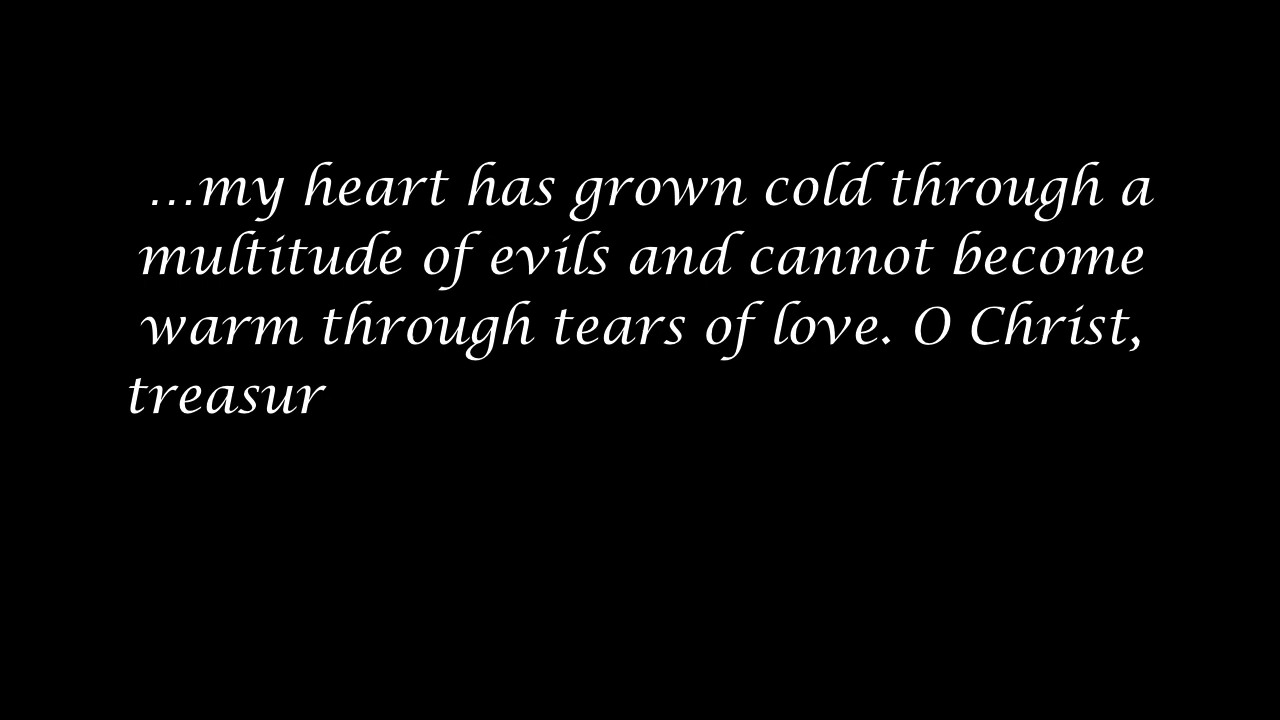 …my heart has grown cold through a
multitude of evils and cannot become
warm through tears of love. O Christ,
treasur